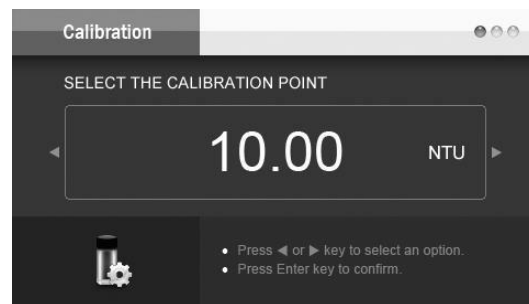 Calibration
SELECT THE CALIBRATION POINT
◀ 10.00 NTU ▶
• Press ◀ or ▶ key to select an option.
• Press Enter key to confirm.